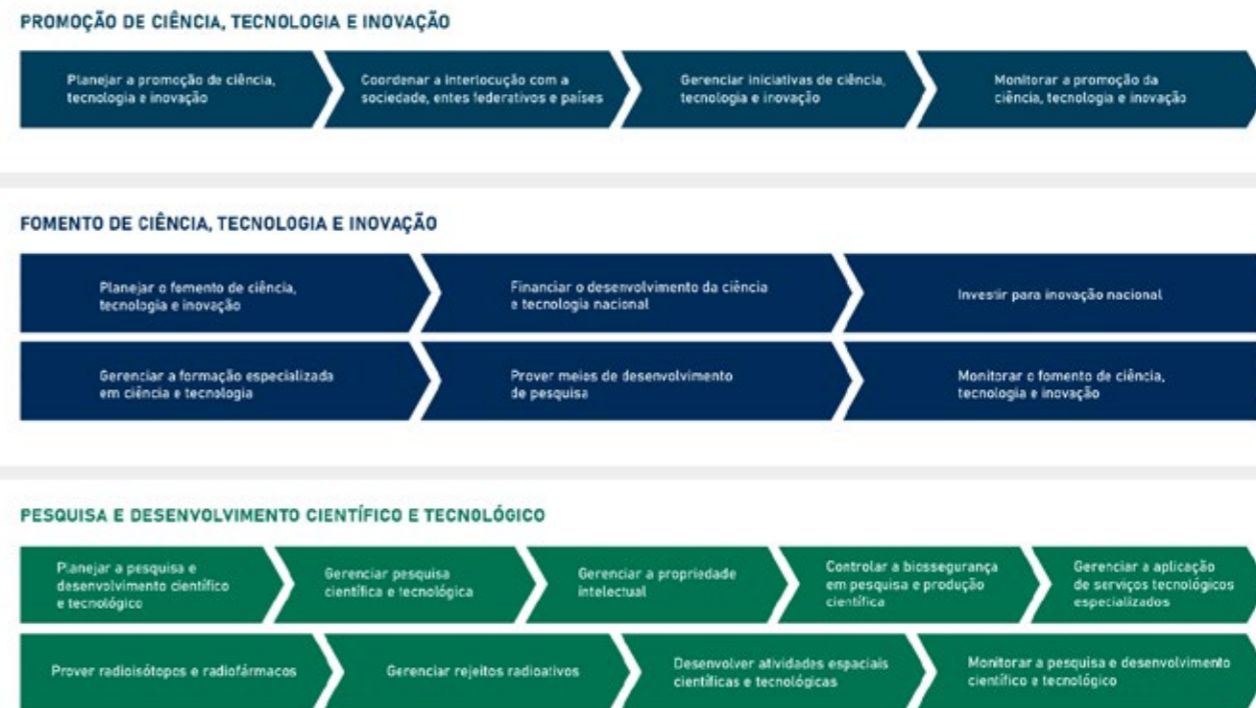 PROMOÇÃO DE CIÊNCIA, TECNOLOGIA E INOVAÇÃO
Planejar a promoção de ciência,
tecnologia e inovação
Coordenar a interlocução com a
sociedade, entes federativos e países
Gerenciar iniciativas de ciência,
tecnologia e inovação
Monitorar a promoção da
ciência, tecnologia e inovação
FOMENTO DE CIÊNCIA, TECNOLOGIA E INOVAÇÃO
Planejar o fomento de ciência,
tecnologia e inovação
Financiar o desenvolvimento da ciência
e tecnologia nacional
Investir para inovação nacional
Gerenciar a formação especializada
em ciência e tecnologia
Prover meios de desenvolvimento
de pesquisa
Monitorar o fomento de ciência,
tecnologia e inovação
PESQUISA E DESENVOLVIMENTO CIENTÍFICO E TECNOLÓGICO
Planejar a pesquisa e
desenvolvimento científico
e tecnológico
Gerenciar pesquisa
científica e tecnológica
Gerenciar a propriedade
intelectual
Controlar a biossegurança
em pesquisa e produção
científica
Gerenciar a aplicação
de serviços tecnológicos
especializados
Prover radioisótopos e radiofármacos
Gerenciar rejeitos radioativos
Desenvolver atividades espaciais
científicas e tecnológicas
Monitorar a pesquisa e desenvolvimento
científico e tecnológico